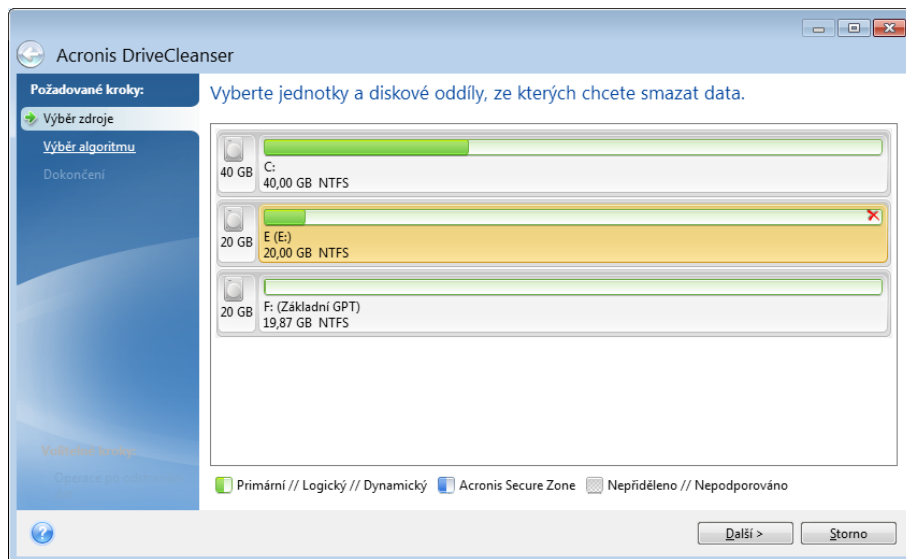 Acronis DriveCleanser
Požadované kroky:
Výběr zdroje
Výběr algoritmu
Dokončení
Vyberte jednotky a diskové oddíly, ze kterých chcete smazat data.
40 GB
C:
40,00 GB NTFS
20 GB
E (E:)
20,00 GB NTFS
20 GB
F: (Základní GPT)
19,87 GB NTFS
Primární // Logický // Dynamický
Acronis Secure Zone
Nepřiděleno // Nepodporováno
Operace po
Další >
Storno